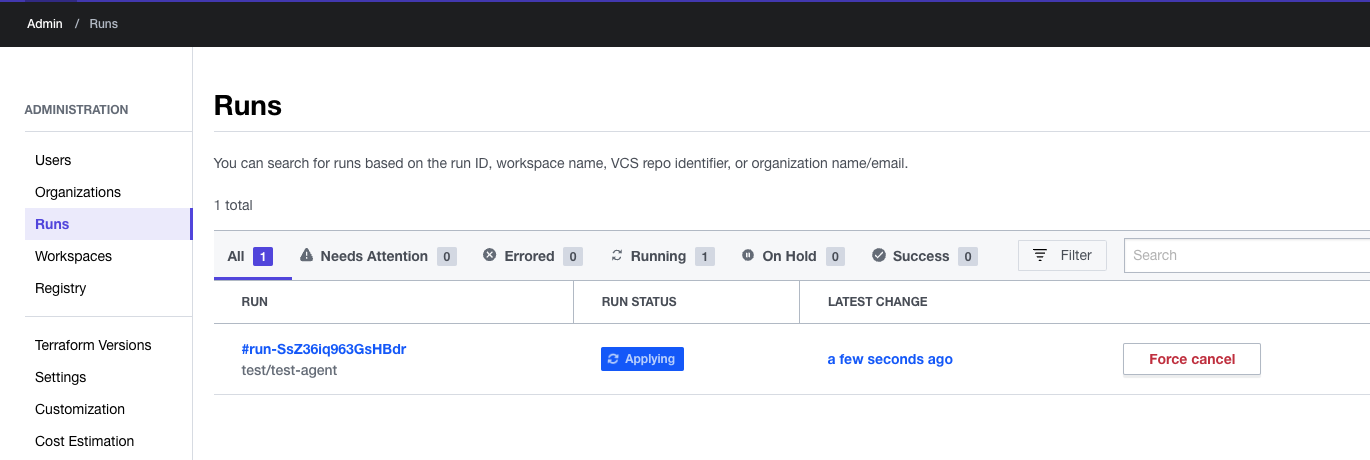 Admin / Runs
ADMINISTRATION
Users
Organizations
Runs
Workspaces
Registry
Terraform Versions
Settings
Customization
Cost Estimation
Runs
You can search for runs based on the run ID, workspace name, VCS repo identifier, or organization name/email.
1 total
All 1 Needs Attention 0 Errored 0 Running 1 On Hold 0 Success 0 Filter Search
RUN RUN STATUS LATEST CHANGE
#run-SsZ36iq963GsHBdr
test/test-agent
Applying a few seconds ago Force cancel